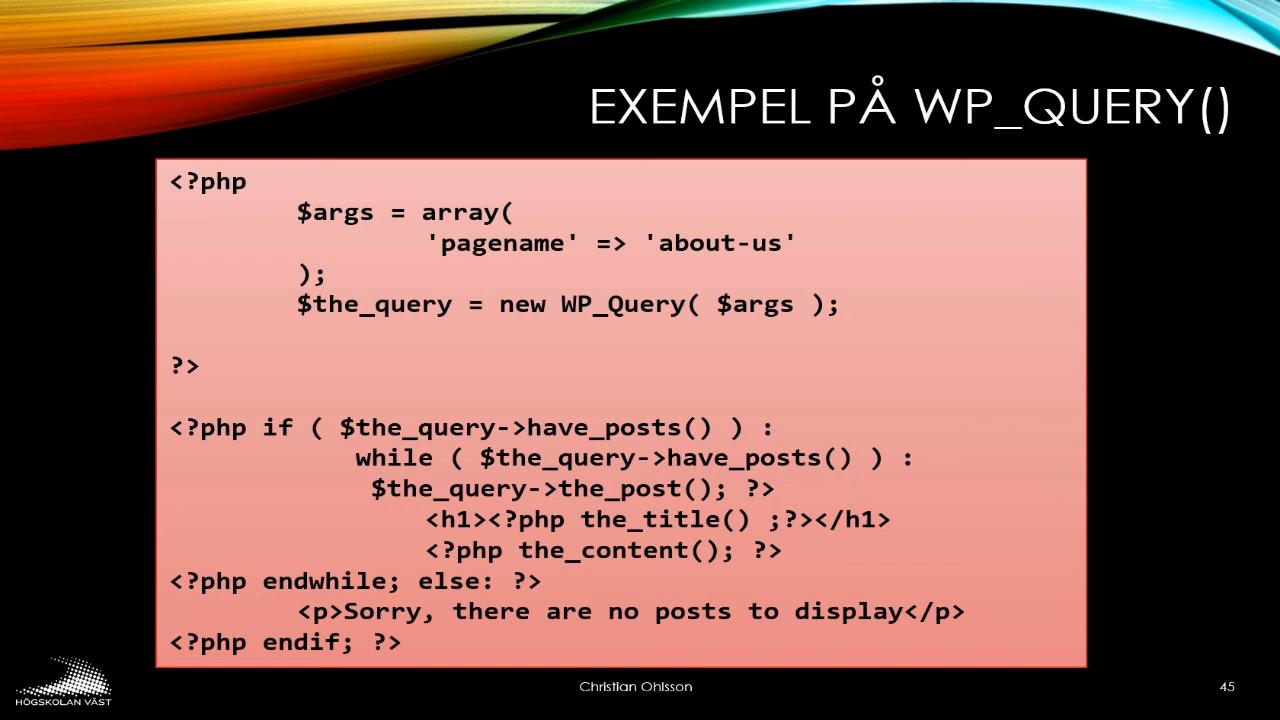 EXEMPEL PÅ WP_QUERY()
<?php
$args = array(
'pagename' => 'about-us'
);
$the_query = new WP_Query( $args );
?>
<?php if ( $the_query->have_posts() ) :
while ( $the_query->have_posts() ) :
$the_query->the_post(); ?>
<h1><?php the_title() ;?></h1>
<?php the_content(); ?>
<?php endwhile; else: ?>
<p>Sorry, there are no posts to display</p>
<?php endif; ?>
HÖGSKOLAN VÄST
Christian Ohlsson
45